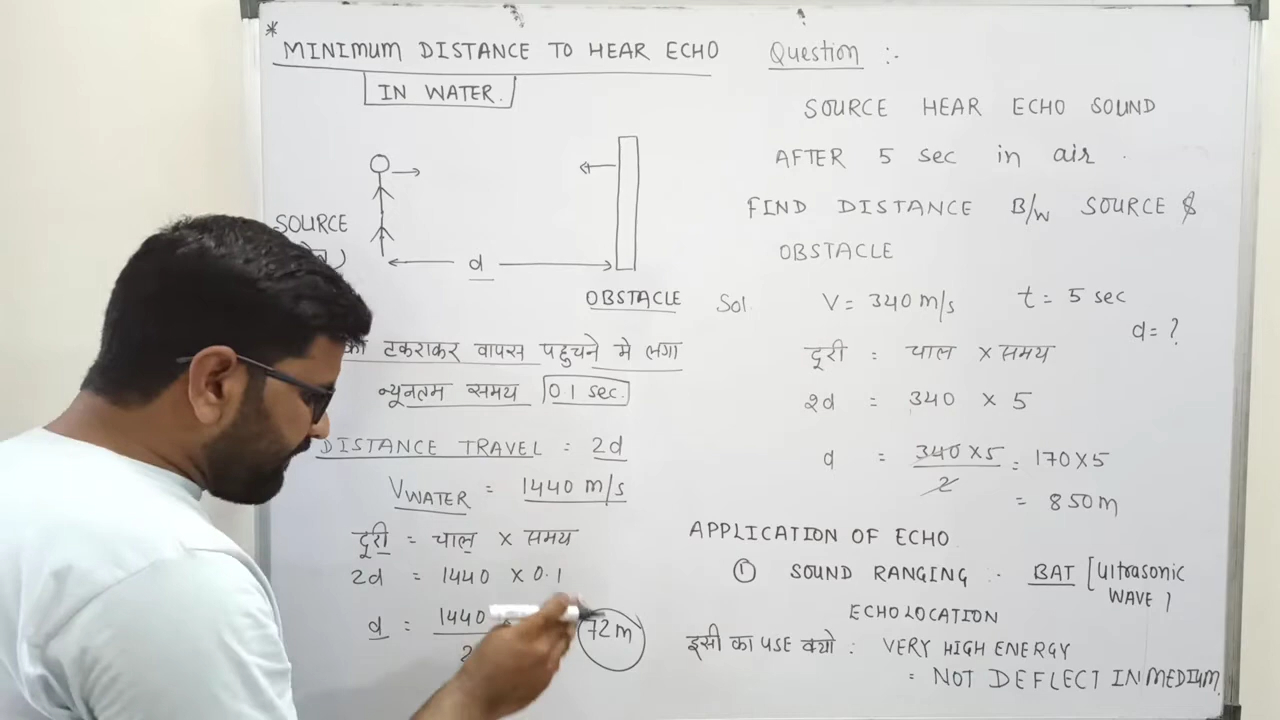 * MINIMUM DISTANCE TO HEAR ECHO
IN WATER.
SOURCE
d
OBSTACLE
टकराकर वापस पहुचने मे लगा
न्यूनतम समय 0.1 sec.
DISTANCE TRAVEL = 2d
VWATER = 1440 m/s
दूरी = चाल × समय
2d = 1440 × 0.1
d = 1440
2
72m
Question :-
SOURCE HEAR ECHO SOUND
AFTER 5 sec in air.
FIND DISTANCE B/W SOURCE &
OBSTACLE
Sol. V = 340 m/s t = 5 sec
d = ?
दूरी = चाल × समय
2d = 340 × 5
d = 340×5 = 170×5
2
= 850m
APPLICATION OF ECHO
① SOUND RANGING :- BAT [Ultrasonic
WAVE]
ECHOLOCATION
इसी का USE क्यो : VERY HIGH ENERGY
= NOT DEFLECT IN MEDIUM.